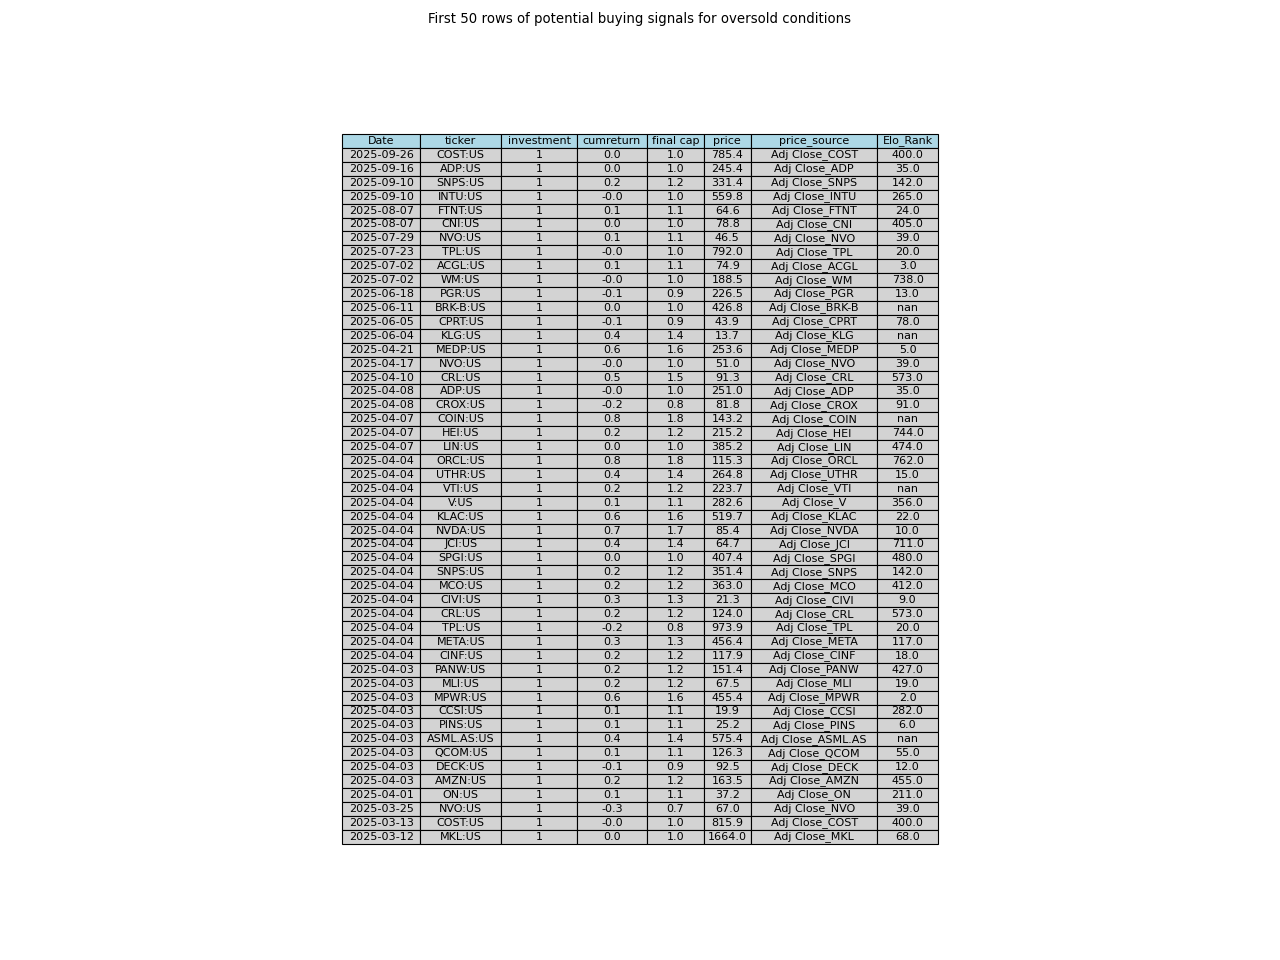 First 50 rows of potential buying signals for oversold conditions
Date ticker investment cumreturn final cap price price_source Elo_Rank
2025-09-26 COST:US 1 0.0 1.0 785.4 Adj Close_COST 400.0
2025-09-16 ADP:US 1 0.0 1.0 245.4 Adj Close_ADP 35.0
2025-09-10 SNPS:US 1 0.2 1.2 331.4 Adj Close_SNPS 142.0
2025-09-10 INTU:US 1 -0.0 1.0 559.8 Adj Close_INTU 265.0
2025-08-07 FTNT:US 1 0.1 1.1 64.6 Adj Close_FTNT 24.0
2025-08-07 CNI:US 1 0.0 1.0 78.8 Adj Close_CNI 405.0
2025-07-29 NVO:US 1 0.1 1.1 46.5 Adj Close_NVO 39.0
2025-07-23 TPL:US 1 -0.0 1.0 792.0 Adj Close_TPL 20.0
2025-07-02 ACGL:US 1 0.1 1.1 74.9 Adj Close_ACGL 3.0
2025-07-02 WM:US 1 -0.0 1.0 188.5 Adj Close_WM 738.0
2025-06-18 PGR:US 1 -0.1 0.9 226.5 Adj Close_PGR 13.0
2025-06-11 BRK-B:US 1 0.0 1.0 426.8 Adj Close_BRK-B nan
2025-06-05 CPRT:US 1 -0.1 0.9 43.9 Adj Close_CPRT 78.0
2025-06-04 KLG:US 1 0.4 1.4 13.7 Adj Close_KLG nan
2025-04-21 MEDP:US 1 0.6 1.6 253.6 Adj Close_MEDP 5.0
2025-04-17 NVO:US 1 -0.0 1.0 51.0 Adj Close_NVO 39.0
2025-04-10 CRL:US 1 0.5 1.5 91.3 Adj Close_CRL 573.0
2025-04-08 ADP:US 1 -0.0 1.0 251.0 Adj Close_ADP 35.0
2025-04-08 CROX:US 1 -0.2 0.8 81.8 Adj Close_CROX 91.0
2025-04-07 COIN:US 1 0.8 1.8 143.2 Adj Close_COIN nan
2025-04-07 HEI:US 1 0.2 1.2 215.2 Adj Close_HEI 744.0
2025-04-07 LIN:US 1 0.0 1.0 385.2 Adj Close_LIN 474.0
2025-04-04 ORCL:US 1 0.8 1.8 115.3 Adj Close_ORCL 762.0
2025-04-04 UTHR:US 1 0.4 1.4 264.8 Adj Close_UTHR 15.0
2025-04-04 VTI:US 1 0.2 1.2 223.7 Adj Close_VTI nan
2025-04-04 V:US 1 0.1 1.1 282.6 Adj Close_V 356.0
2025-04-04 KLAC:US 1 0.6 1.6 519.7 Adj Close_KLAC 22.0
2025-04-04 NVDA:US 1 0.7 1.7 85.4 Adj Close_NVDA 10.0
2025-04-04 JCI:US 1 0.4 1.4 64.7 Adj Close_JCI 711.0
2025-04-04 SPGI:US 1 0.0 1.0 407.4 Adj Close_SPGI 480.0
2025-04-04 SNPS:US 1 0.2 1.2 351.4 Adj Close_SNPS 142.0
2025-04-04 MCO:US 1 0.2 1.2 363.0 Adj Close_MCO 412.0
2025-04-04 CIVI:US 1 0.3 1.3 21.3 Adj Close_CIVI 9.0
2025-04-04 CRL:US 1 0.2 1.2 124.0 Adj Close_CRL 573.0
2025-04-04 TPL:US 1 -0.2 0.8 973.9 Adj Close_TPL 20.0
2025-04-04 META:US 1 0.3 1.3 456.4 Adj Close_META 117.0
2025-04-04 CINF:US 1 0.2 1.2 117.9 Adj Close_CINF 18.0
2025-04-03 PANW:US 1 0.2 1.2 151.4 Adj Close_PANW 427.0
2025-04-03 MLI:US 1 0.2 1.2 67.5 Adj Close_MLI 19.0
2025-04-03 MPWR:US 1 0.6 1.6 455.4 Adj Close_MPWR 2.0
2025-04-03 CCSI:US 1 0.1 1.1 19.9 Adj Close_CCSI 282.0
2025-04-03 PINS:US 1 0.1 1.1 25.2 Adj Close_PINS 6.0
2025-04-03 ASML.AS:US 1 0.4 1.4 575.4 Adj Close_ASML.AS nan
2025-04-03 QCOM:US 1 0.1 1.1 126.3 Adj Close_QCOM 55.0
2025-04-03 DECK:US 1 -0.1 0.9 92.5 Adj Close_DECK 12.0
2025-04-03 AMZN:US 1 0.2 1.2 163.5 Adj Close_AMZN 455.0
2025-04-01 ON:US 1 0.1 1.1 37.2 Adj Close_ON 211.0
2025-03-25 NVO:US 1 -0.3 0.7 67.0 Adj Close_NVO 39.0
2025-03-13 COST:US 1 -0.0 1.0 815.9 Adj Close_COST 400.0
2025-03-12 MKL:US 1 0.0 1.0 1664.0 Adj Close_MKL 68.0